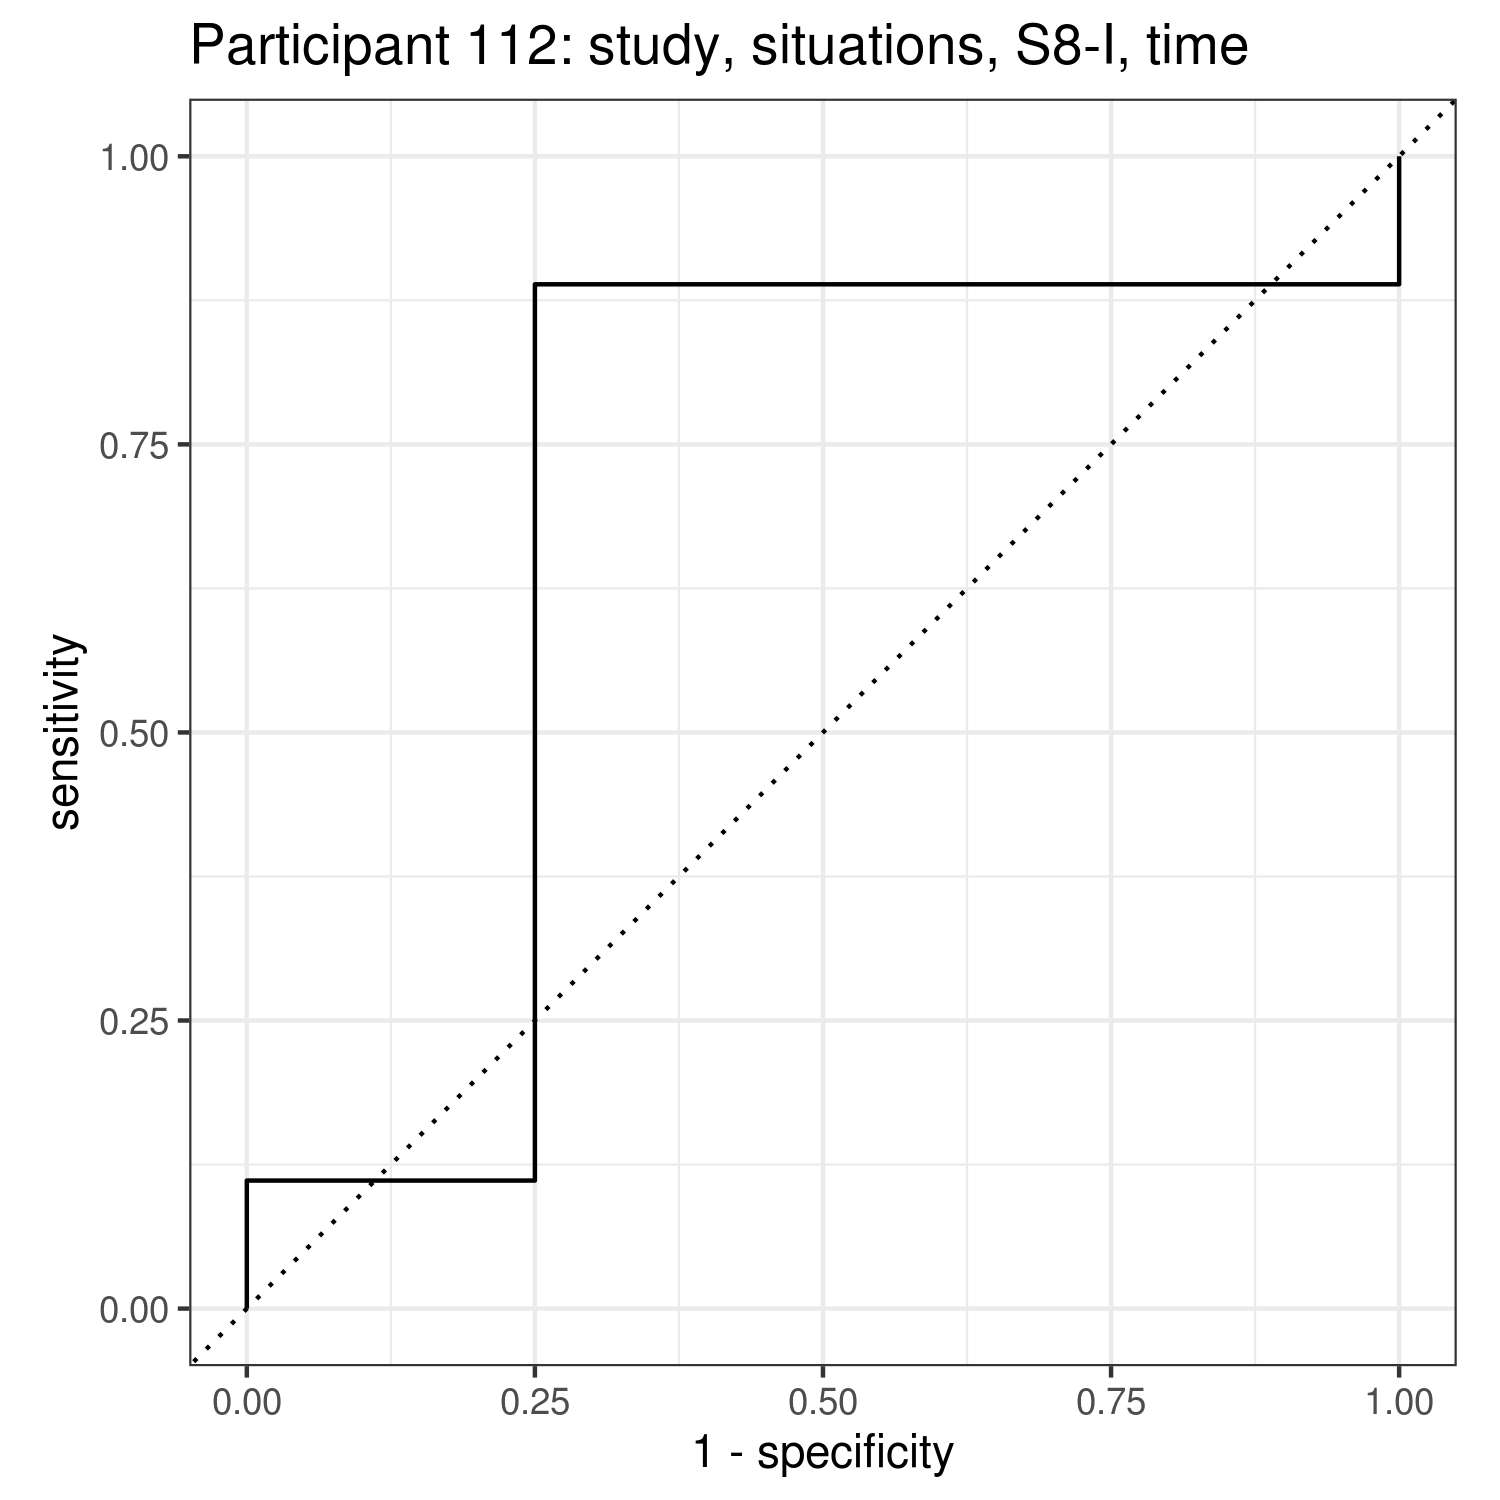 Participant 112: study, situations, S8-I, time
1.00
0.75
0.50
0.25
0.00
sensitivity
0.00 0.25 0.50 0.75 1.00
1 - specificity